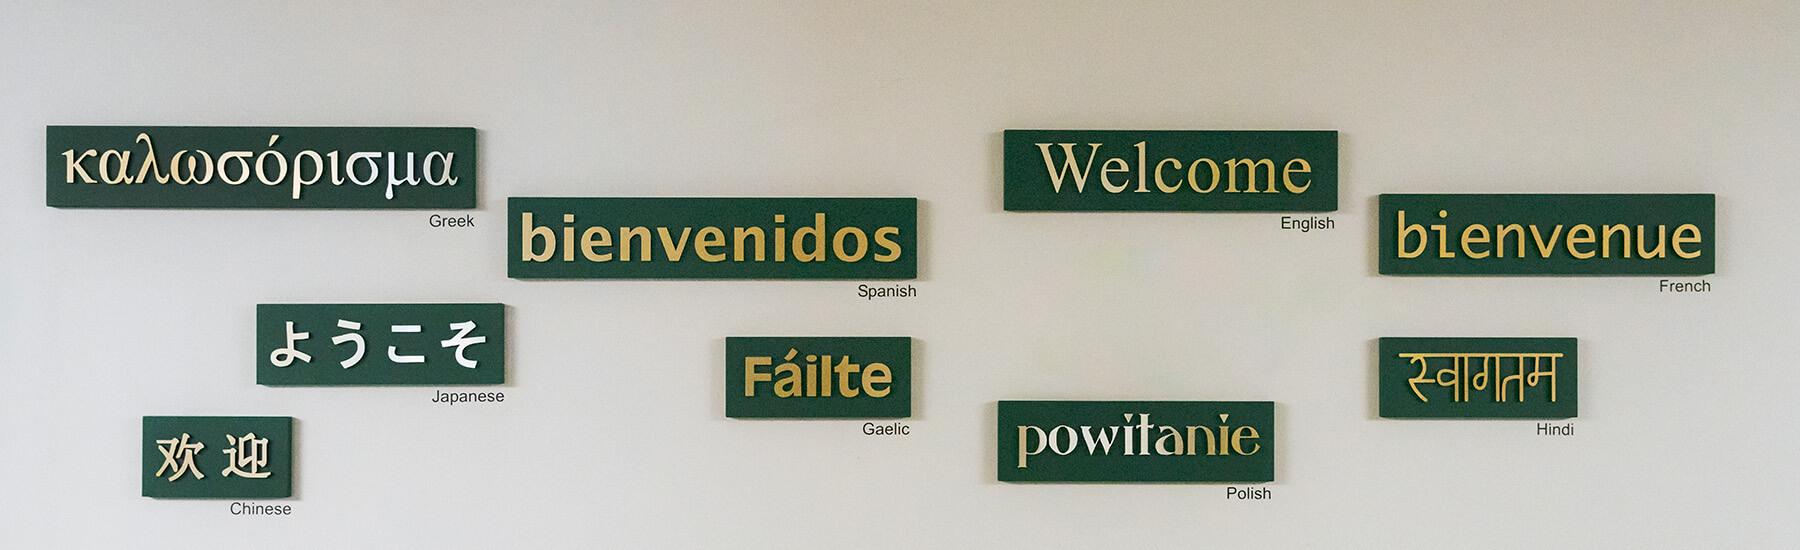 καλωσόρισμα
Greek
bienvenidos
Spanish
Welcome
English
bienvenue
French
ようこそ
Japanese
Fáilte
Gaelic
powitanie
Polish
स्वागतम
Hindi
欢迎
Chinese